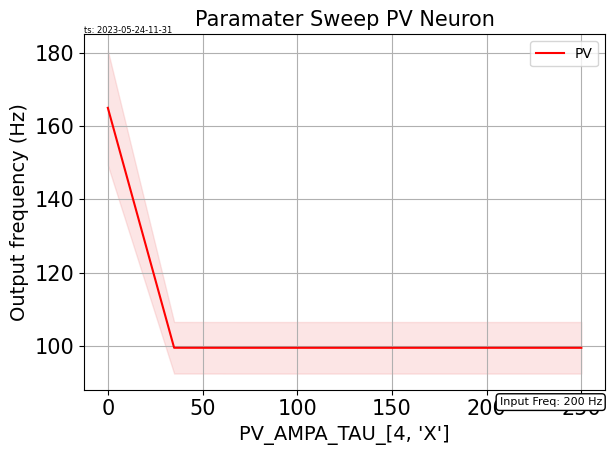 Paramater Sweep PV Neuron
ts: 2023-05-24-11-31
PV
Output frequency (Hz)
180
160
140
120
100
0 50 100 150 200 250
Input Freq: 200 Hz
PV_AMPA_TAU_[4, 'X']